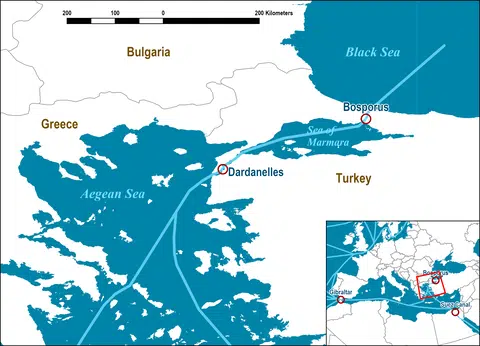 200 100 0 200 Kilometers
Bulgaria
Black Sea
Bosporus
Greece
Sea of
Marmara
Dardanelles
Turkey
Aegean Sea
Bosporus
Gibraltar
Suez Canal